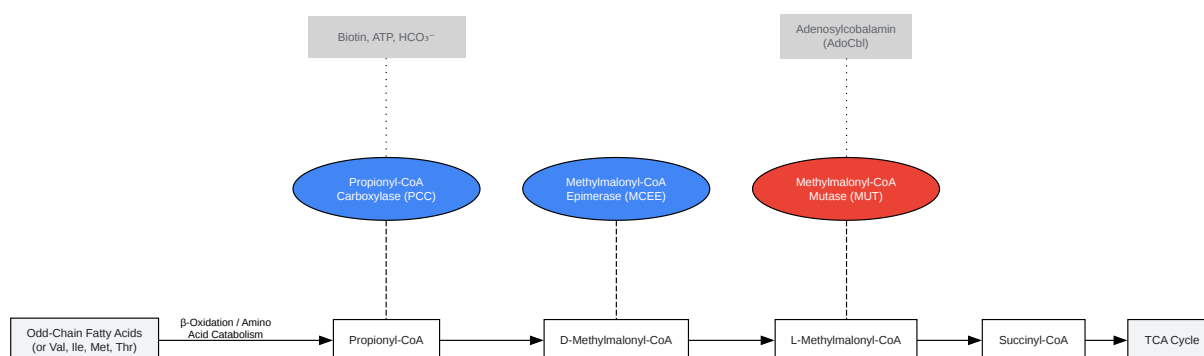 Biotin, ATP, HCO₃⁻
Adenosylcobalamin
(AdoCbl)
Propionyl-CoA
Carboxylase (PCC)
Methylmalonyl-CoA
Epimerase (MCEE)
Methylmalonyl-CoA
Mutase (MUT)
Odd-Chain Fatty Acids
(or Val, Ile, Met, Thr)
β-Oxidation / Amino
Acid Catabolism
Propionyl-CoA
D-Methylmalonyl-CoA
L-Methylmalonyl-CoA
Succinyl-CoA
TCA Cycle